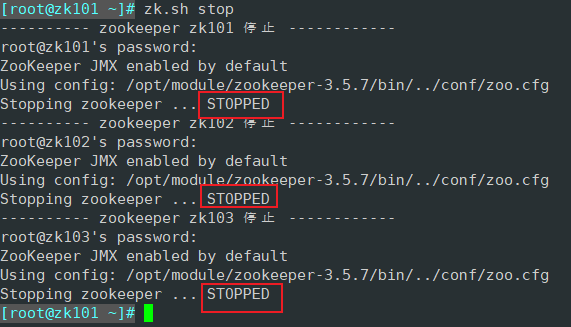 [root@zk101 ~]# zk.sh stop
---------- zookeeper zk101 停止 ------------
root@zk101's password:
ZooKeeper JMX enabled by default
Using config: /opt/module/zookeeper-3.5.7/bin/../conf/zoo.cfg
Stopping zookeeper ... STOPPED
---------- zookeeper zk102 停止 ------------
root@zk102's password:
ZooKeeper JMX enabled by default
Using config: /opt/module/zookeeper-3.5.7/bin/../conf/zoo.cfg
Stopping zookeeper ... STOPPED
---------- zookeeper zk103 停止 ------------
root@zk103's password:
ZooKeeper JMX enabled by default
Using config: /opt/module/zookeeper-3.5.7/bin/../conf/zoo.cfg
Stopping zookeeper ... STOPPED
[root@zk101 ~]#